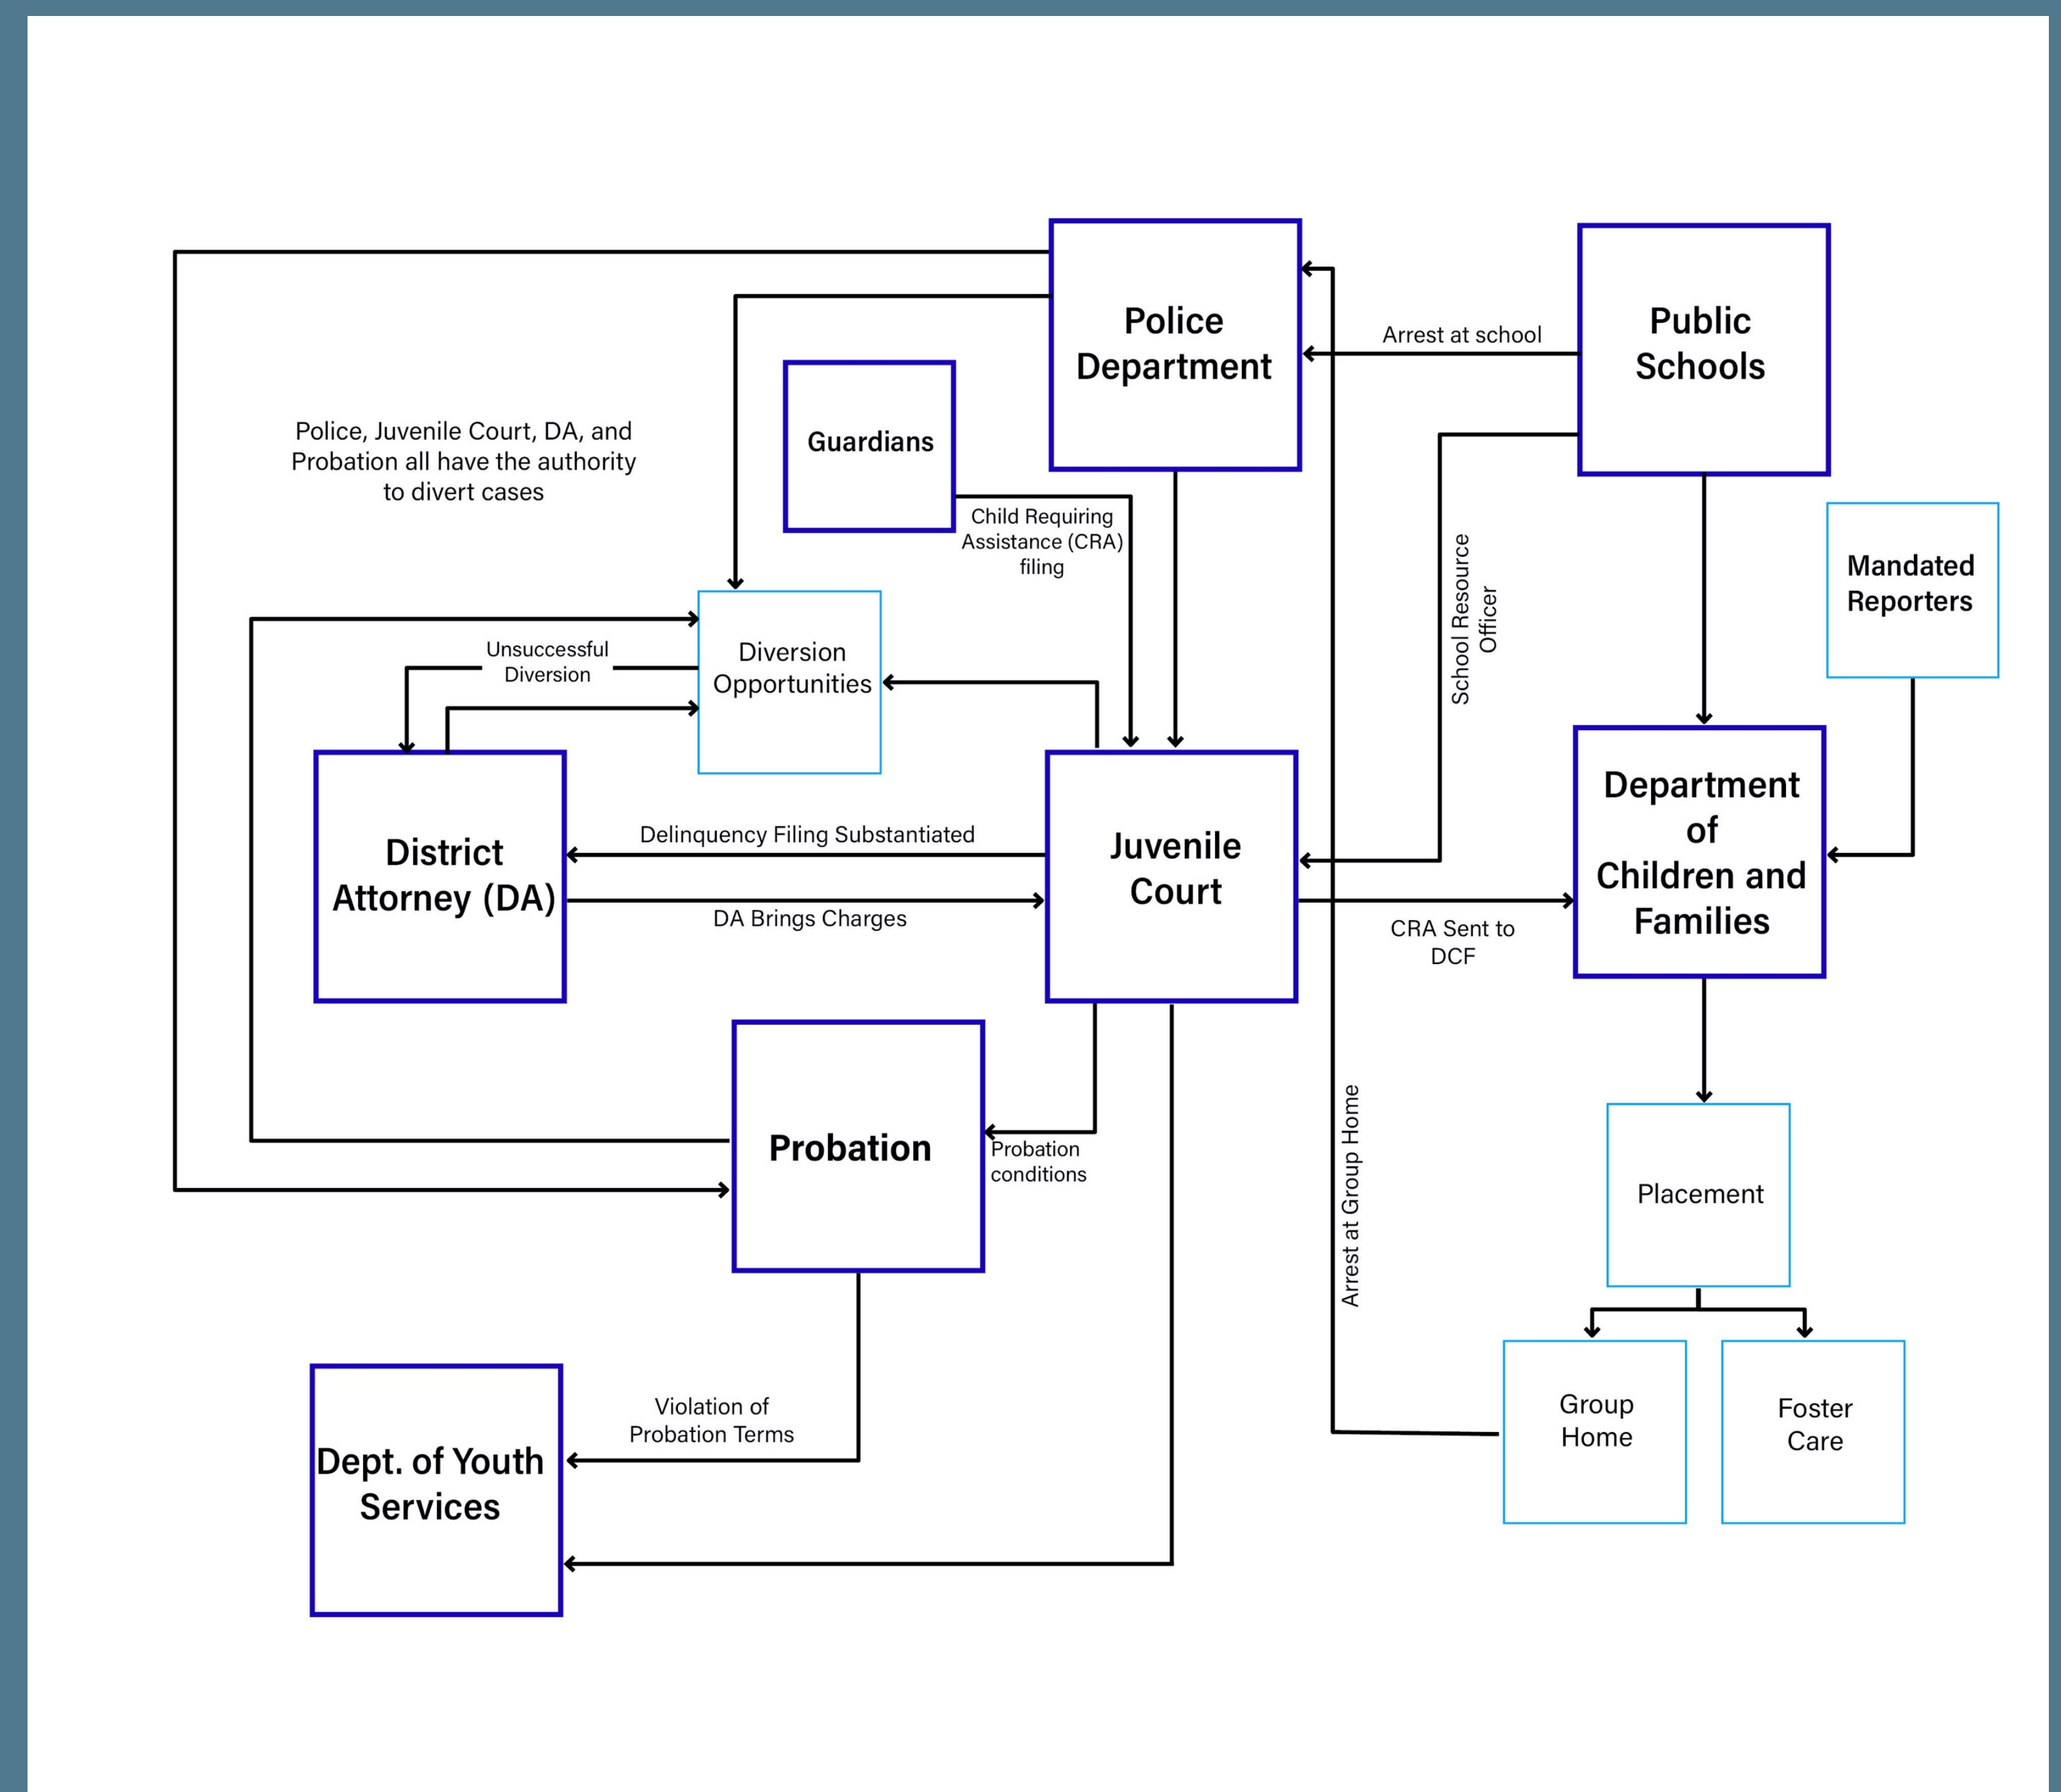 Police
Department
Public
Schools
Arrest at school
Guardians
Police, Juvenile Court, DA, and
Probation all have the authority
to divert cases
Child Requiring
Assistance (CRA)
filing
School Resource
Officer
Mandated
Reporters
Unsuccessful
Diversion
Diversion
Opportunities
District
Attorney (DA)
Delinquency Filing Substantiated
DA Brings Charges
Juvenile
Court
CRA Sent to
DCF
Department
of
Children and
Families
Probation
Probation
conditions
Arrest at Group Home
Placement
Violation of
Probation Terms
Dept. of Youth
Services
Group
Home
Foster
Care